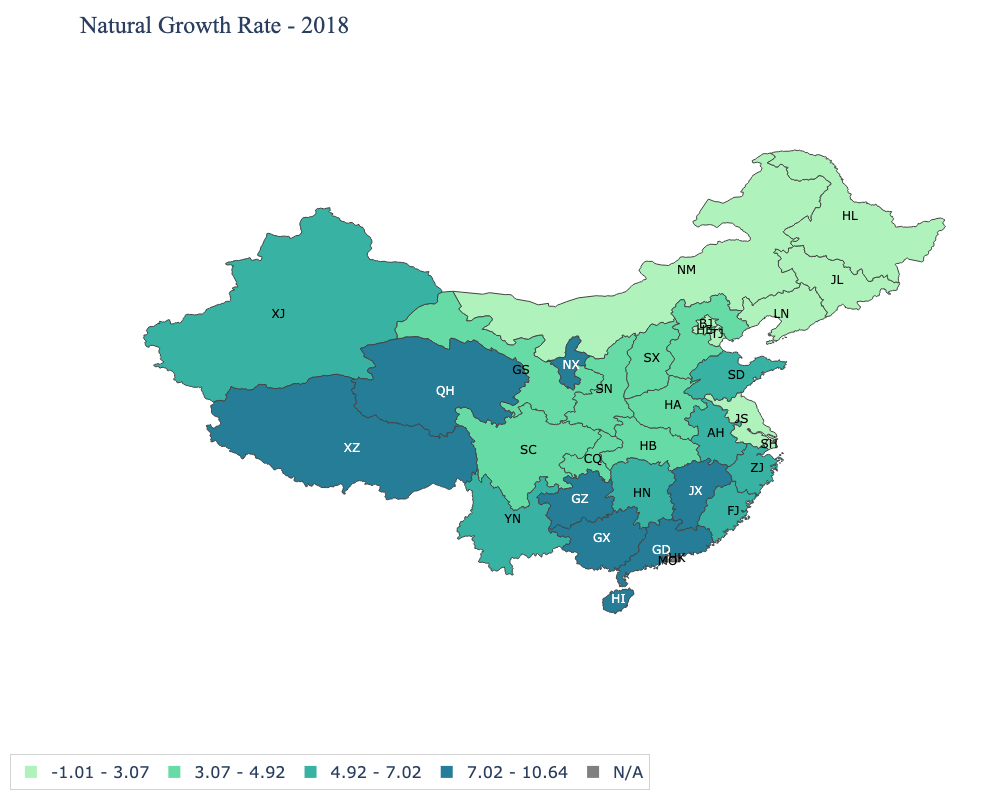 Natural Growth Rate - 2018
HL
NM
JL
XJ
LN
BJ
HE
TJ
SX
NX
GS
SD
QH
SN
HA
JS
AH
SH
XZ
SC
HB
CQ
ZJ
HN
JX
GZ
YN
FJ
GX
GD
HK
MO
HI
-1.01 - 3.07
3.07 - 4.92
4.92 - 7.02
7.02 - 10.64
N/A